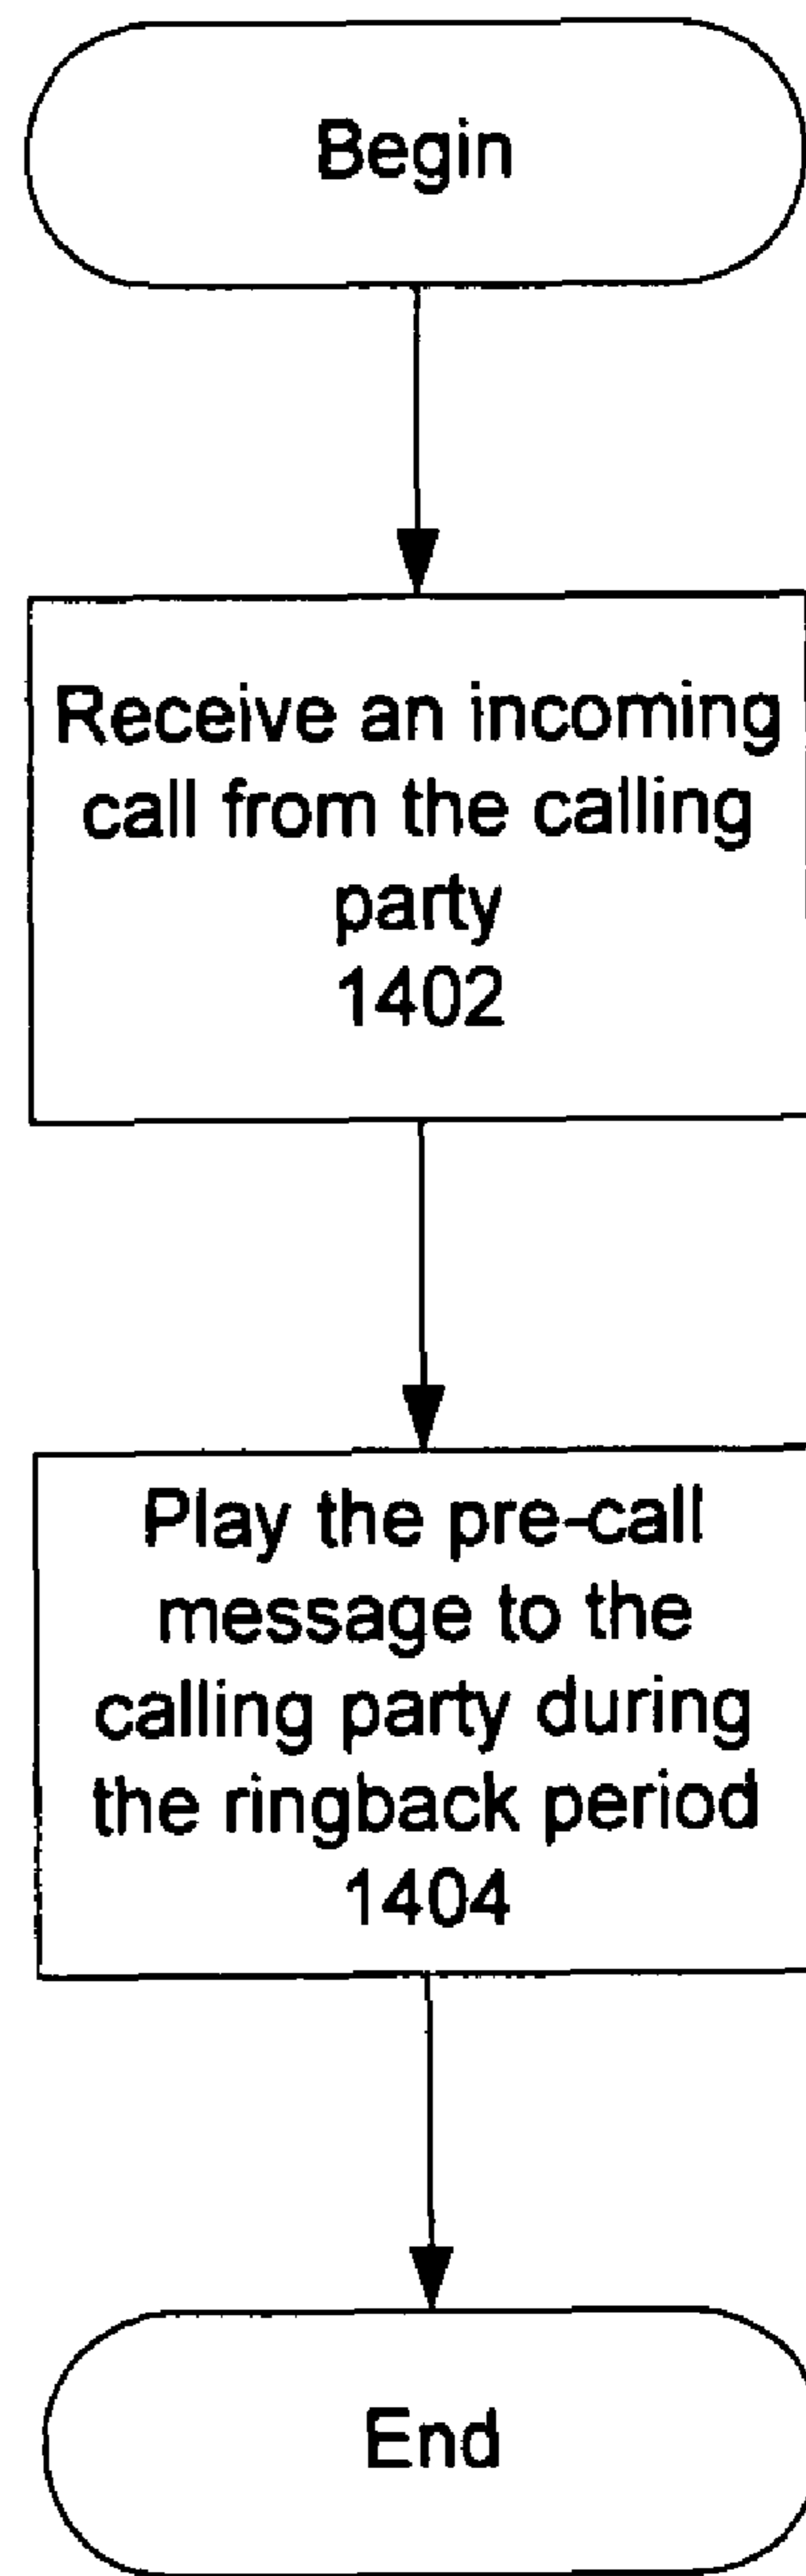 Begin
Receive an incoming
call from the calling
party
1402
Play the pre-call
message to the
calling party during
the ringback period
1404
End